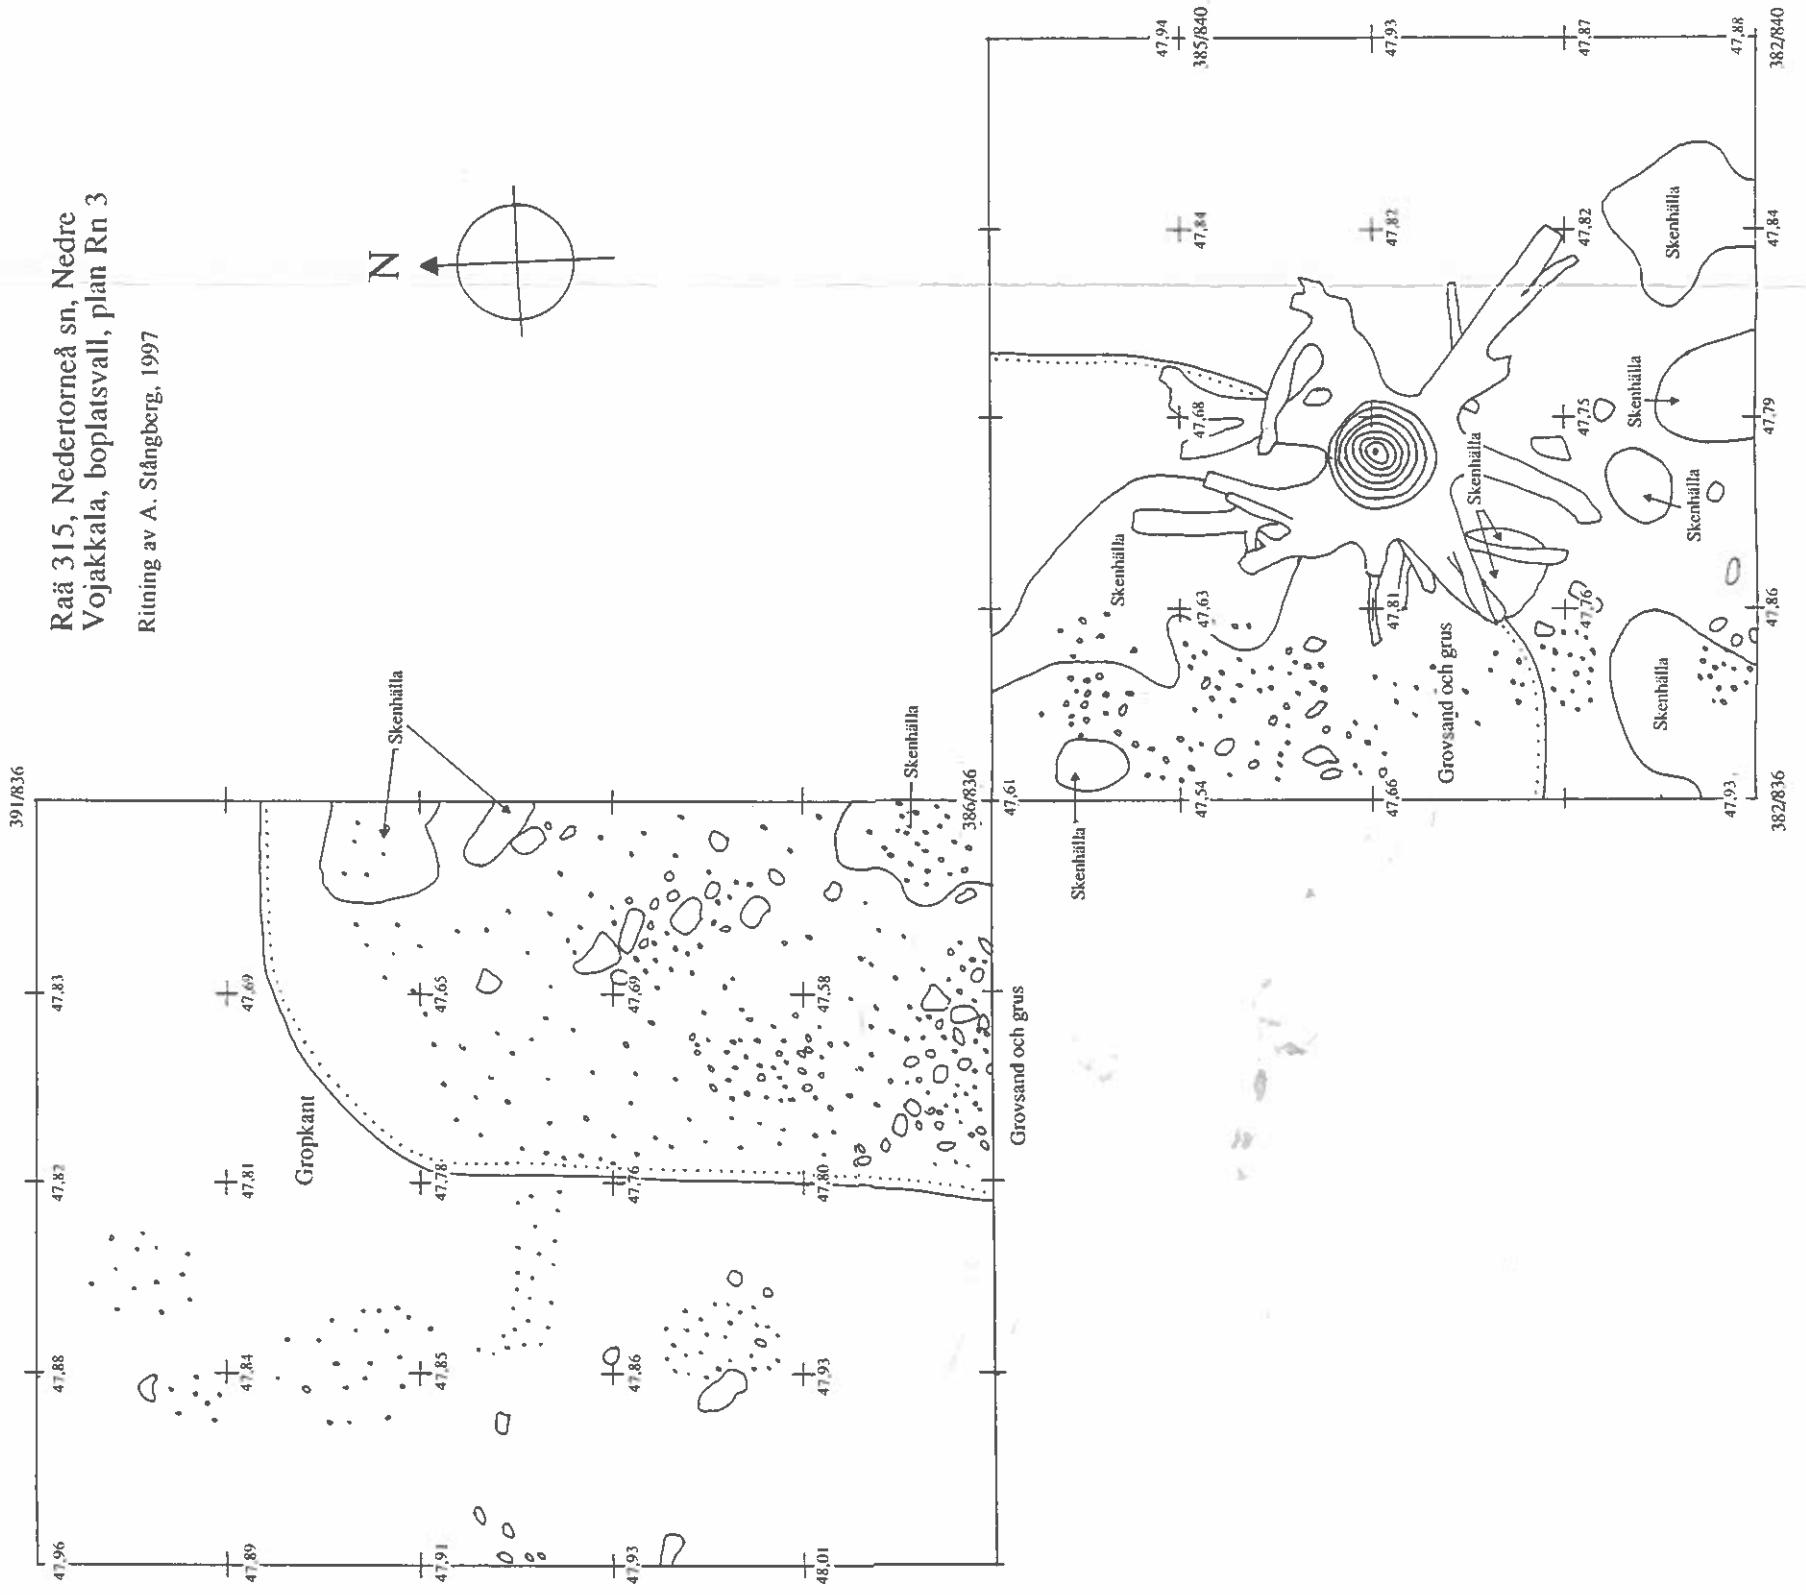 Raä 315, Nedertorneå sn, Nedre
Vojakkala, boplatsvall, plan Rn 3
Ritning av A. Stångberg, 1997
N
391/836
47,83
47,82
47,88
47,96
47,69
47,81
47,84
47,89
Gropkant
Skenhälla
47,65
47,78
47,85
47,91
47,69
47,76
47,86
47,93
47,58
47,80
47,93
48,01
Skenhälla
386/836
Grovsand och grus
47,61
47,94
385/840
47,84
47,68
47,63
47,54
Skenhälla
Skenhälla
47,93
47,82
47,81
47,66
Grovsand och grus
Skenhälla
47,87
47,82
47,75
47,76
Skenhälla
Skenhälla
Skenhälla
Skenhälla
47,88
382/840
47,84
47,79
47,86
47,93
382/836